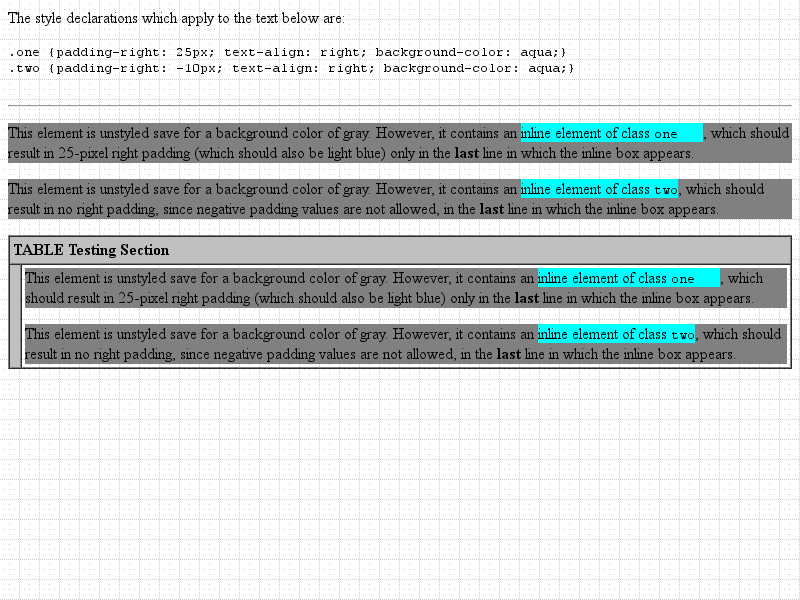 The style declarations which apply to the text below are:
.one {padding-right: 25px; text-align: right; background-color: aqua;}
.two {padding-right: -10px; text-align: right; background-color: aqua;}
This element is unstyled save for a background color of gray. However, it contains an inline element of class one, which should
result in 25-pixel right padding (which should also be light blue) only in the last line in which the inline box appears.
This element is unstyled save for a background color of gray. However, it contains an inline element of class two, which should
result in no right padding, since negative padding values are not allowed, in the last line in which the inline box appears.
TABLE Testing Section
This element is unstyled save for a background color of gray. However, it contains an inline element of class one, which
should result in 25-pixel right padding (which should also be light blue) only in the last line in which the inline box appears.
This element is unstyled save for a background color of gray. However, it contains an inline element of class two, which should
result in no right padding, since negative padding values are not allowed, in the last line in which the inline box appears.